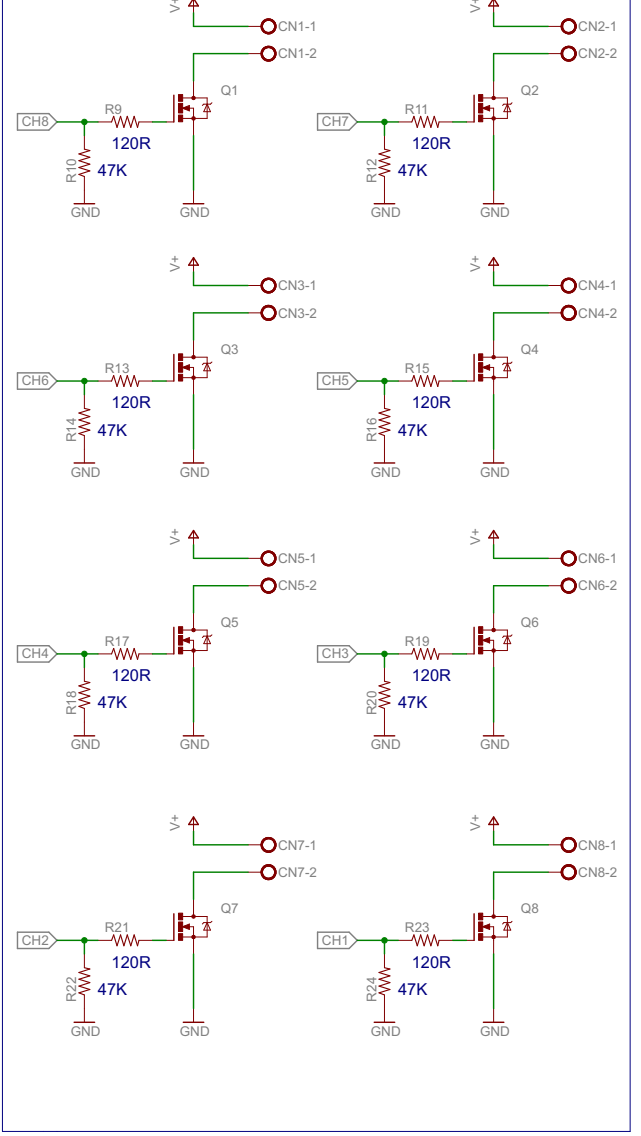 V+ CN1-1
CN1-2
Q1
CH8 R9
120R
R10 47K
GND GND
V+ CN2-1
CN2-2
Q2
CH7 R11
120R
R12 47K
GND GND
V+ CN3-1
CN3-2
Q3
CH6 R13
120R
R14 47K
GND GND
V+ CN4-1
CN4-2
Q4
CH5 R15
120R
R16 47K
GND GND
V+ CN5-1
CN5-2
Q5
CH4 R17
120R
R18 47K
GND GND
V+ CN6-1
CN6-2
Q6
CH3 R19
120R
R20 47K
GND GND
V+ CN7-1
CN7-2
Q7
CH2 R21
120R
R22 47K
GND GND
V+ CN8-1
CN8-2
Q8
CH1 R23
120R
R24 47K
GND GND